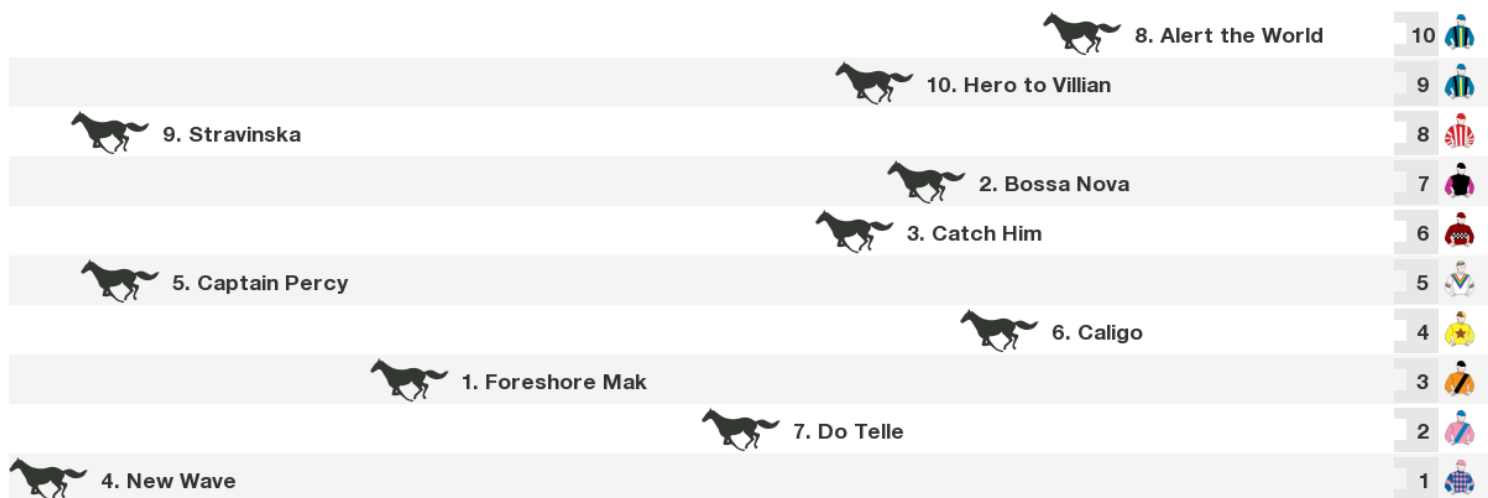 8. Alert the World 10
10. Hero to Villian 9
9. Stravinska 8
2. Bossa Nova 7
3. Catch Him 6
5. Captain Percy 5
6. Caligo 4
1. Foreshore Mak 3
7. Do Telle 2
4. New Wave 1